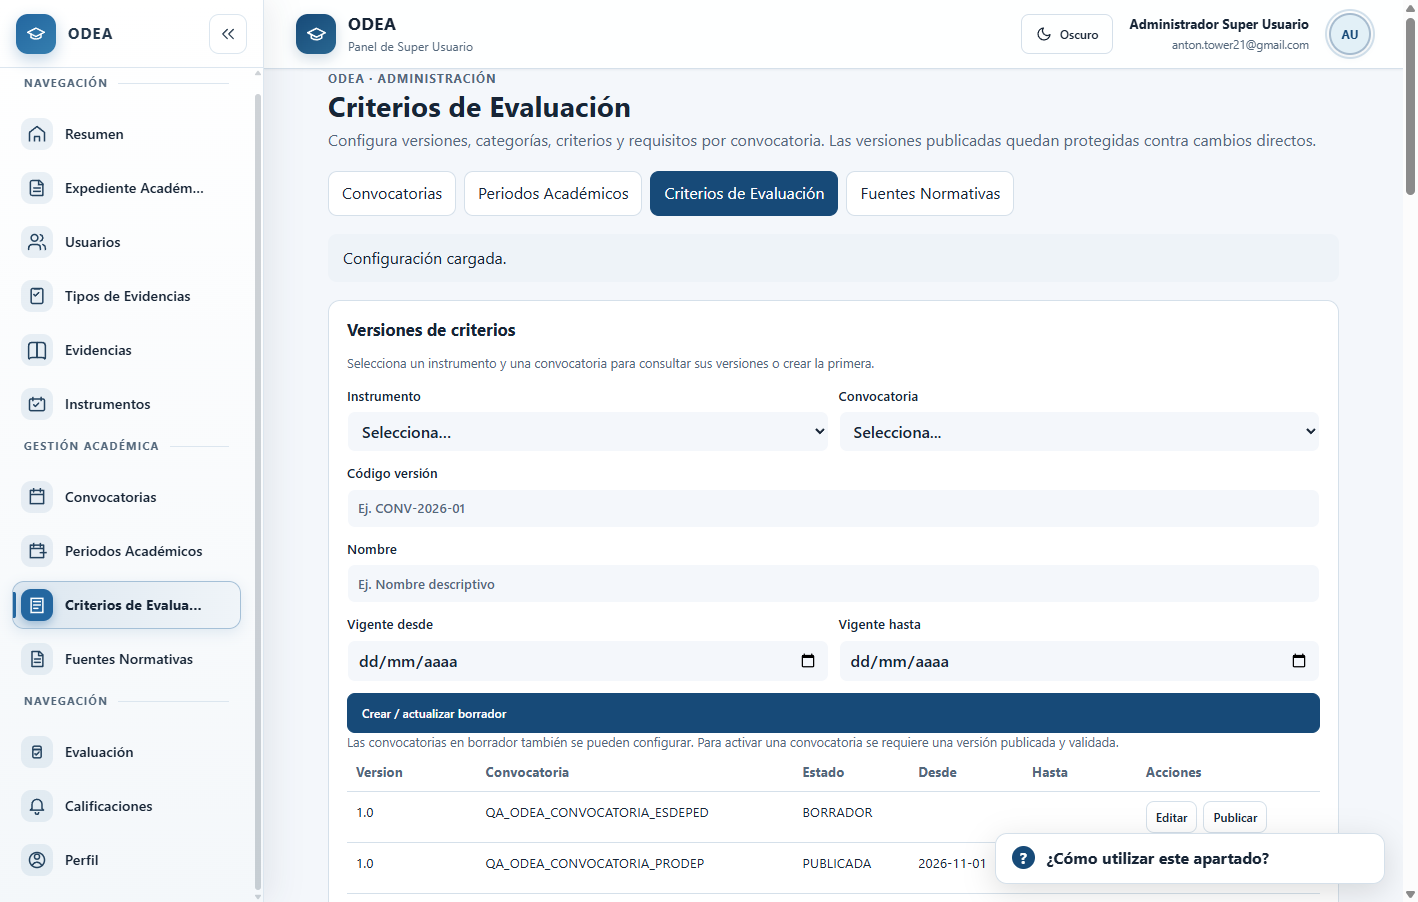 ODEA
NAVEGACIÓN
Resumen
Expediente Académ...
Usuarios
Tipos de Evidencias
Evidencias
Instrumentos
GESTIÓN ACADÉMICA
Convocatorias
Periodos Académicos
Criterios de Evalua...
Fuentes Normativas
NAVEGACIÓN
Evaluación
Calificaciones
Perfil
ODEA
Panel de Super Usuario
Oscuro
Administrador Super Usuario
anton.tower21@gmail.com
AU
ODEA · ADMINISTRACIÓN
Criterios de Evaluación
Configura versiones, categorías, criterios y requisitos por convocatoria. Las versiones publicadas quedan protegidas contra cambios directos.
Convocatorias Periodos Académicos Criterios de Evaluación Fuentes Normativas
Configuración cargada.
Versiones de criterios
Selecciona un instrumento y una convocatoria para consultar sus versiones o crear la primera.
Instrumento Convocatoria
Selecciona... Selecciona...
Código versión
Ej. CONV-2026-01
Nombre
Ej. Nombre descriptivo
Vigente desde Vigente hasta
dd/mm/aaaa dd/mm/aaaa
Crear / actualizar borrador
Las convocatorias en borrador también se pueden configurar. Para activar una convocatoria se requiere una versión publicada y validada.
Version Convocatoria Estado Desde Hasta Acciones
1.0 QA_ODEA_CONVOCATORIA_ESDEPED BORRADOR Editar Publicar
1.0 QA_ODEA_CONVOCATORIA_PRODEP PUBLICADA 2026-11-01
? ¿Cómo utilizar este apartado?